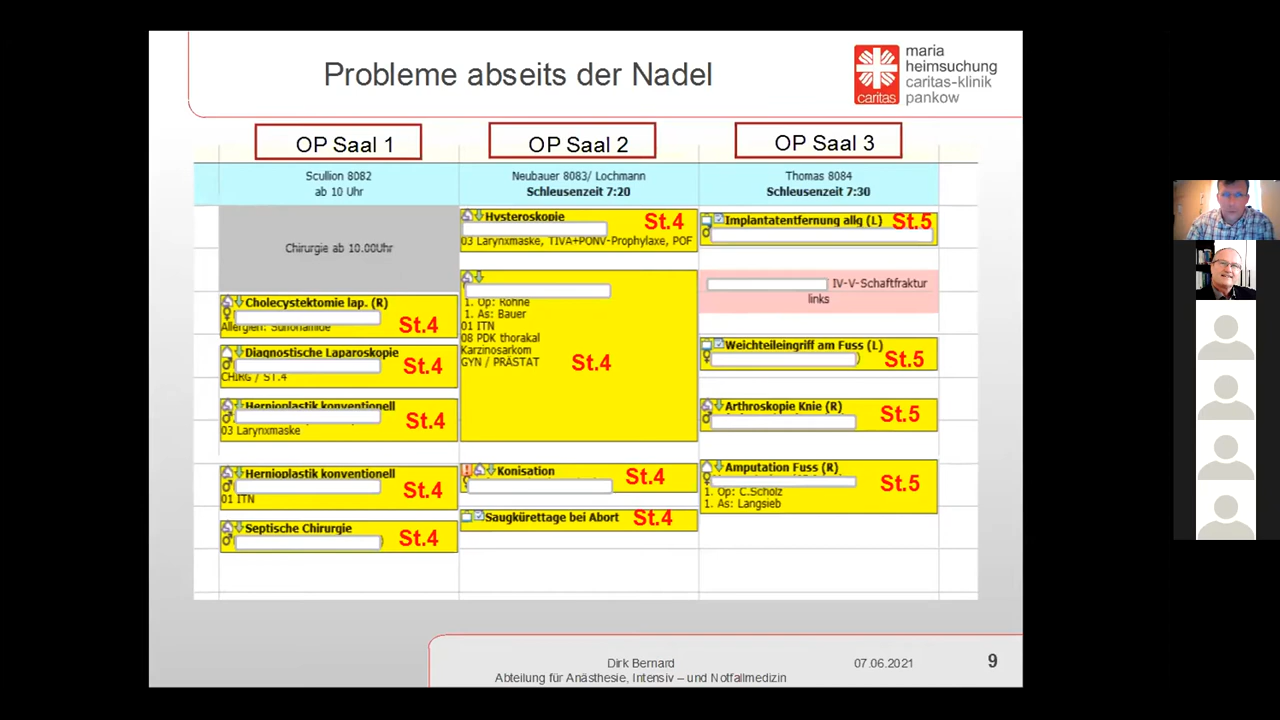 Probleme abseits der Nadel
maria
heimsuchung
caritas-klinik
pankow
caritas
OP Saal 1
OP Saal 2
OP Saal 3
Scullion 8082
ab 10 Uhr
Neubauer 8083/ Lochmann
Schleusenzeit 7:20
Thomas 8084
Schleusenzeit 7:30
Chirurgie ab 10.00Uhr
Cholecystektomie lap. (R)
Allergien: Sulfonamide
St.4
Diagnostische Laparoskopie
CHIRG / ST.4
St.4
Hernioplastik konventionell
03 Larynxmaske
St.4
Hernioplastik konventionell
01 ITN
St.4
Septische Chirurgie
St.4
Hysteroskopie
St.4
03 Larynxmaske, TIVA+PONV-Prophylaxe, POF
1. Op: Rohne
1. As: Bauer
01 ITN
08 PDK thorakal
Karzinosarkom
GYN / PRÄSTAT
St.4
Konisation
St.4
Saugkürettage bei Abort
St.4
Implantatentfernung allg (L)
St.5
IV-V-Schaftfraktur
links
Weichteileingriff am Fuss (L)
St.5
Arthroskopie Knie (R)
St.5
Amputation Fuss (R)
1. Op: C.Scholz
1. As: Langsieb
St.5
Dirk Bernard
07.06.2021
9
Abteilung für Anästhesie, Intensiv – und Notfallmedizin